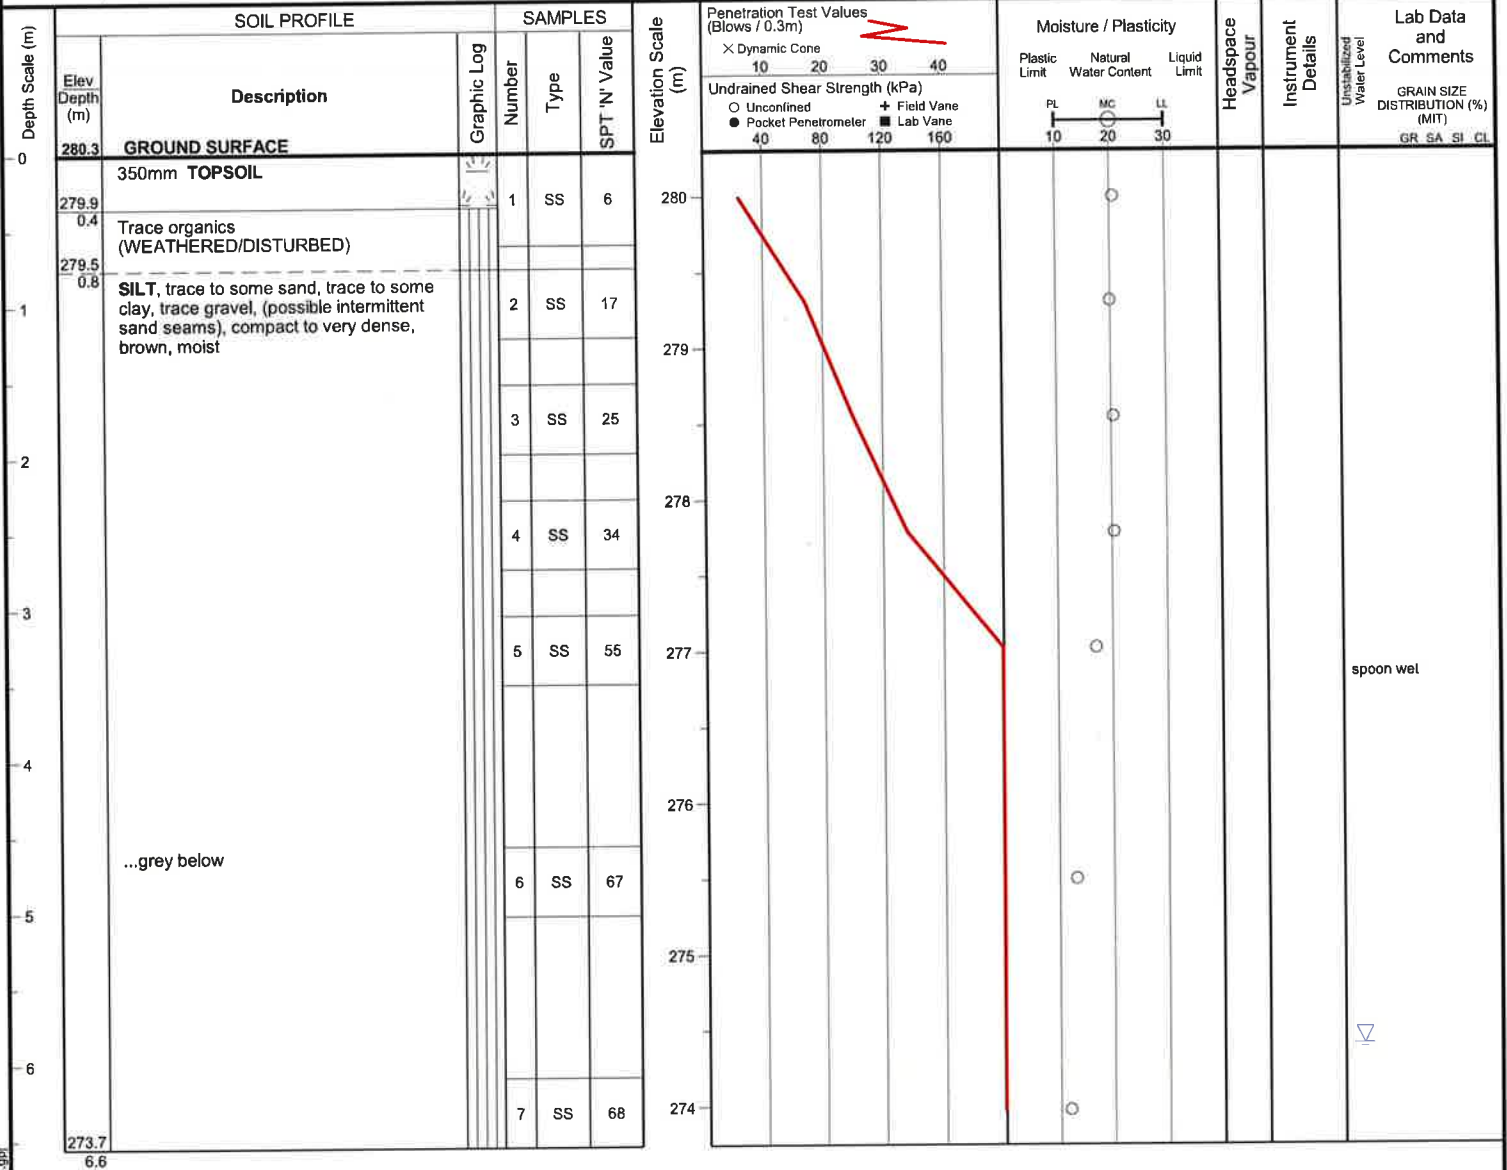 SOIL PROFILE
SAMPLES
Depth Scale (m)
Elev
Depth
(m)
Description
Graphic Log
Number
Type
SPT 'N' Value
Elevation Scale
(m)
Penetration Test Values
(Blows / 0.3m)
X Dynamic Cone
10 20 30 40
Undrained Shear Strength (kPa)
O Unconfined + Field Vane
● Pocket Penetrometer ■ Lab Vane
40 80 120 160
Moisture / Plasticity
Plastic Natural Liquid
Limit Water Content Limit
PL MC LL
10 20 30
Headspace
Vapour
Instrument
Details
Unstabilized
Water Level
Lab Data
and
Comments
GRAIN SIZE
DISTRIBUTION (%)
(MIT)
GR SA SI CL
280.3 GROUND SURFACE
0
350mm TOPSOIL
279.9
0.4
1 SS 6
280
Trace organics
(WEATHERED/DISTURBED)
279.5
0.8
SILT, trace to some sand, trace to some
clay, trace gravel, (possible intermittent
sand seams), compact to very dense,
brown, moist
1
2 SS 17
279
3 SS 25
2
278
4 SS 34
3
5 SS 55
277
spoon wet
4
276
...grey below
6 SS 67
5
275
6
7 SS 68
274
273.7
6.6